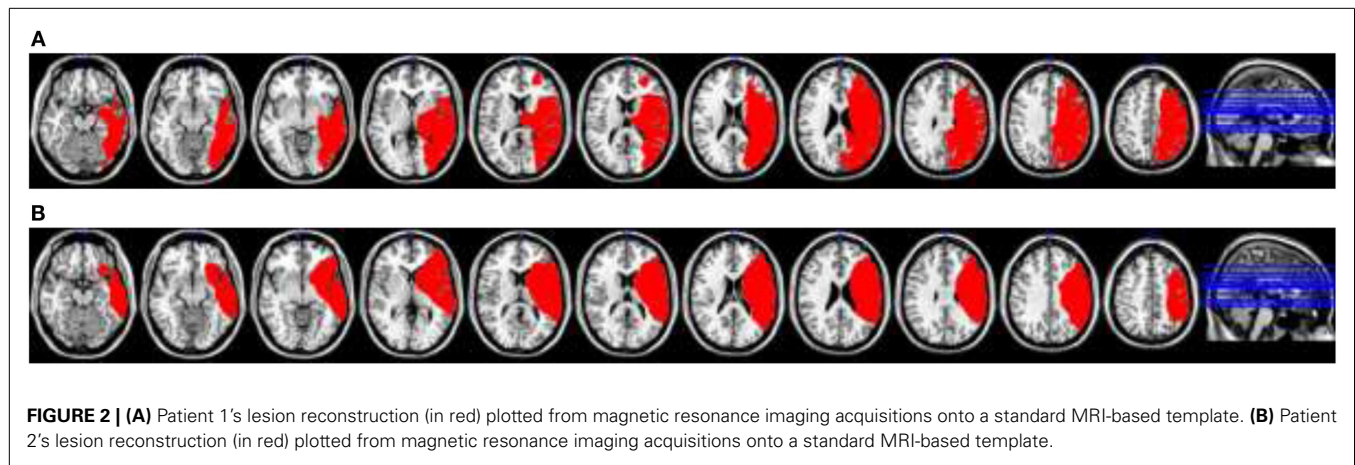 A
B
FIGURE 2 | (A) Patient 1's lesion reconstruction (in red) plotted from magnetic resonance imaging acquisitions onto a standard MRI-based template. (B) Patient
2's lesion reconstruction (in red) plotted from magnetic resonance imaging acquisitions onto a standard MRI-based template.